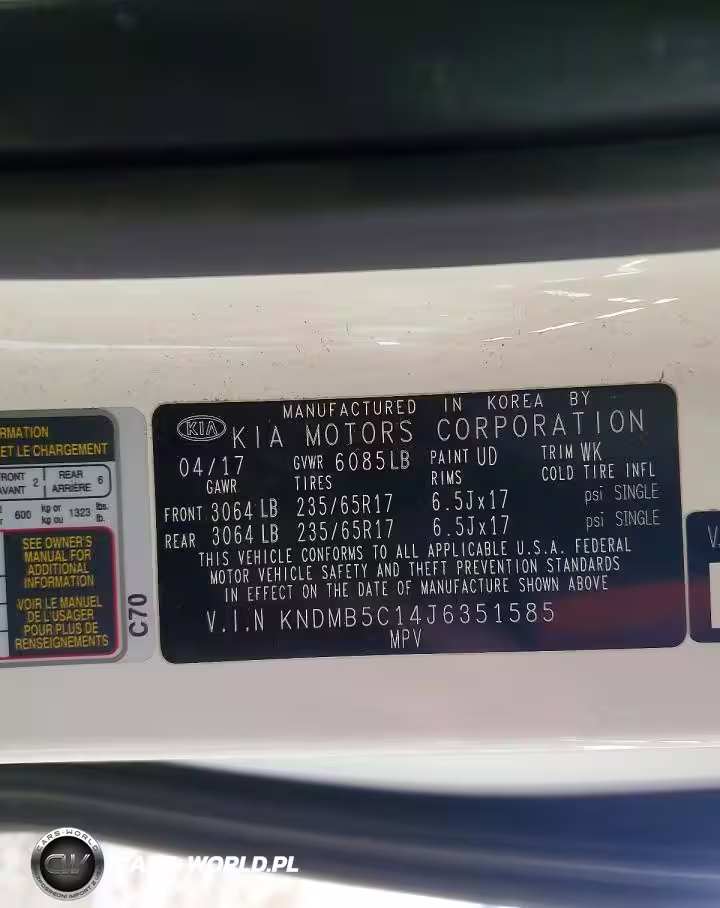 MANUFACTURED IN KOREA BY
KIA KIA MOTORS CORPORATION
04/17 GVWR 6085LB PAINT UD TRIM WK
GAWR TIRES RIMS COLD TIRE INFL
FRONT 3064 LB 235/65R17 6.5Jx17 psi SINGLE
REAR 3064 LB 235/65R17 6.5Jx17 psi SINGLE
THIS VEHICLE CONFORMS TO ALL APPLICABLE U.S.A. FEDERAL
MOTOR VEHICLE SAFETY AND THEFT PREVENTION STANDARDS
IN EFFECT ON THE DATE OF MANUFACTURE SHOWN ABOVE
V.I.N KNDMB5C14J6351585
MPV
ET LE CHARGEMENT
2 REAR 6
ARRIÈRE
600 kg or 1323 lbs.
kg ou lb.
SEE OWNER'S
MANUAL FOR
ADDITIONAL
INFORMATION
VOIR LE MANUEL
DE L'USAGER
POUR PLUS DE
RENSEIGNEMENTS
C70
CARS-WORLD
CW
CARS-WORLD.PL